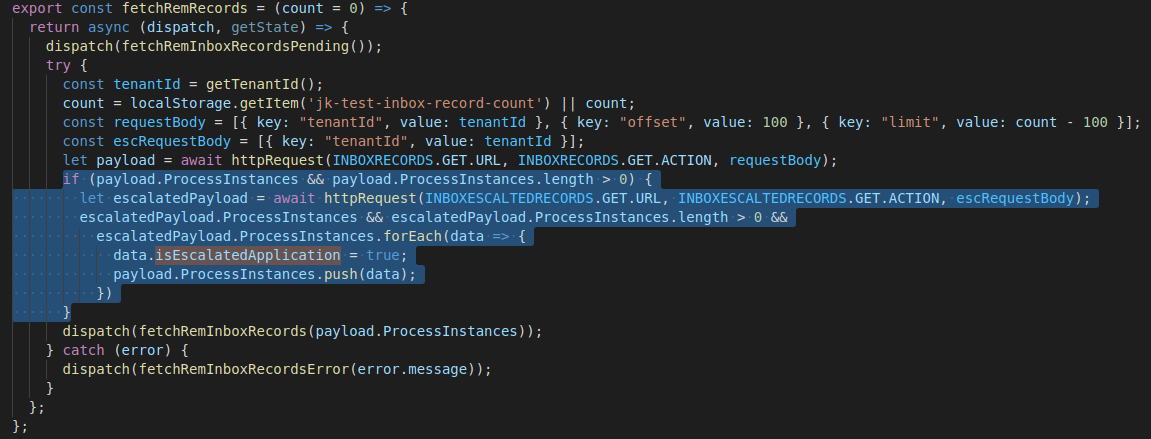 export const fetchRemRecords = (count = 0) => {
  return async (dispatch, getState) => {
    dispatch(fetchRemInboxRecordsPending());
    try {
      const tenantId = getTenantId();
      count = localStorage.getItem('jk-test-inbox-record-count') || count;
      const requestBody = [{ key: "tenantId", value: tenantId }, { key: "offset", value: 100 }, { key: "limit", value: count - 100 }];
      const escRequestBody = [{ key: "tenantId", value: tenantId }];
      let payload = await httpRequest(INBOXRECORDS.GET.URL, INBOXRECORDS.GET.ACTION, requestBody);
      if (payload.ProcessInstances && payload.ProcessInstances.length > 0) {
        let escalatedPayload = await httpRequest(INBOXESCALTEDRECORDS.GET.URL, INBOXESCALTEDRECORDS.GET.ACTION, escRequestBody);
        escalatedPayload.ProcessInstances && escalatedPayload.ProcessInstances.length > 0 &&
          escalatedPayload.ProcessInstances.forEach(data => {
            data.isEscalatedApplication = true;
            payload.ProcessInstances.push(data);
          })
      }
      dispatch(fetchRemInboxRecords(payload.ProcessInstances));
    } catch (error) {
      dispatch(fetchRemInboxRecordsError(error.message));
    }
  };
};